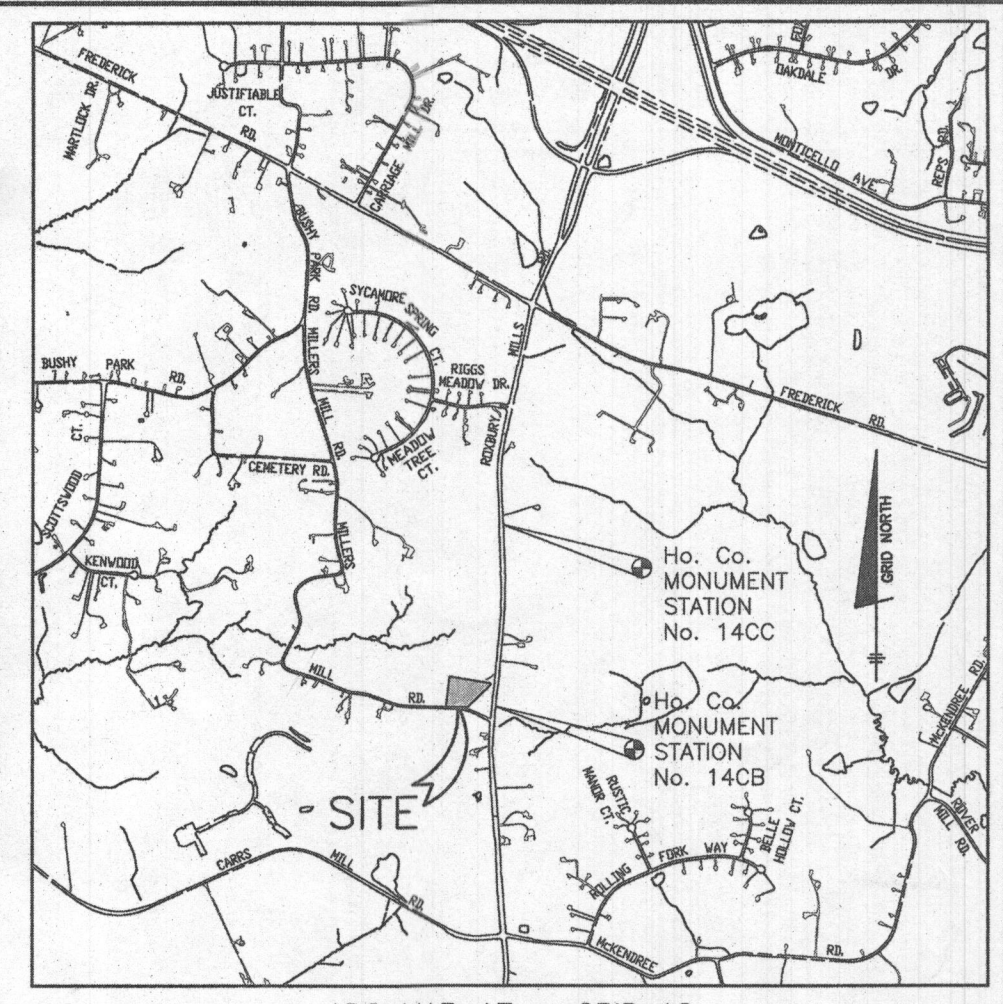 FREDERICK
RD.
WARTLOCK DR.
JUSTIFIABLE
CT.
CARRIAGE MILL DR.
OAKDALE
DR.
MONTICELLO
AVE.
REPS RD.
BUSHY
PARK RD.
MILLERS
MILL RD.
SYCAMORE
SPRING
CT.
RIGGS
MEADOW DR.
ROXBURY
MILLS
BUSHY
PARK
RD.
MEADOW
TREE
CT.
FREDERICK
RD.
CEMETERY RD.
SCOTTSWOOD
CT.
KENWOOD
CT.
MILLERS
MILL
RD.
GRID NORTH
Ho. Co.
MONUMENT
STATION
No. 14CC
Ho. Co.
MONUMENT
STATION
No. 14CB
McKENDREE RD.
RIVER
MILL
RD.
SITE
RUSTIC
MANOR CT.
BELLE
HOLLOW CT.
ROLLING
FORK
WAY
CARRS
MILL
RD.
McKENDREE
RD.